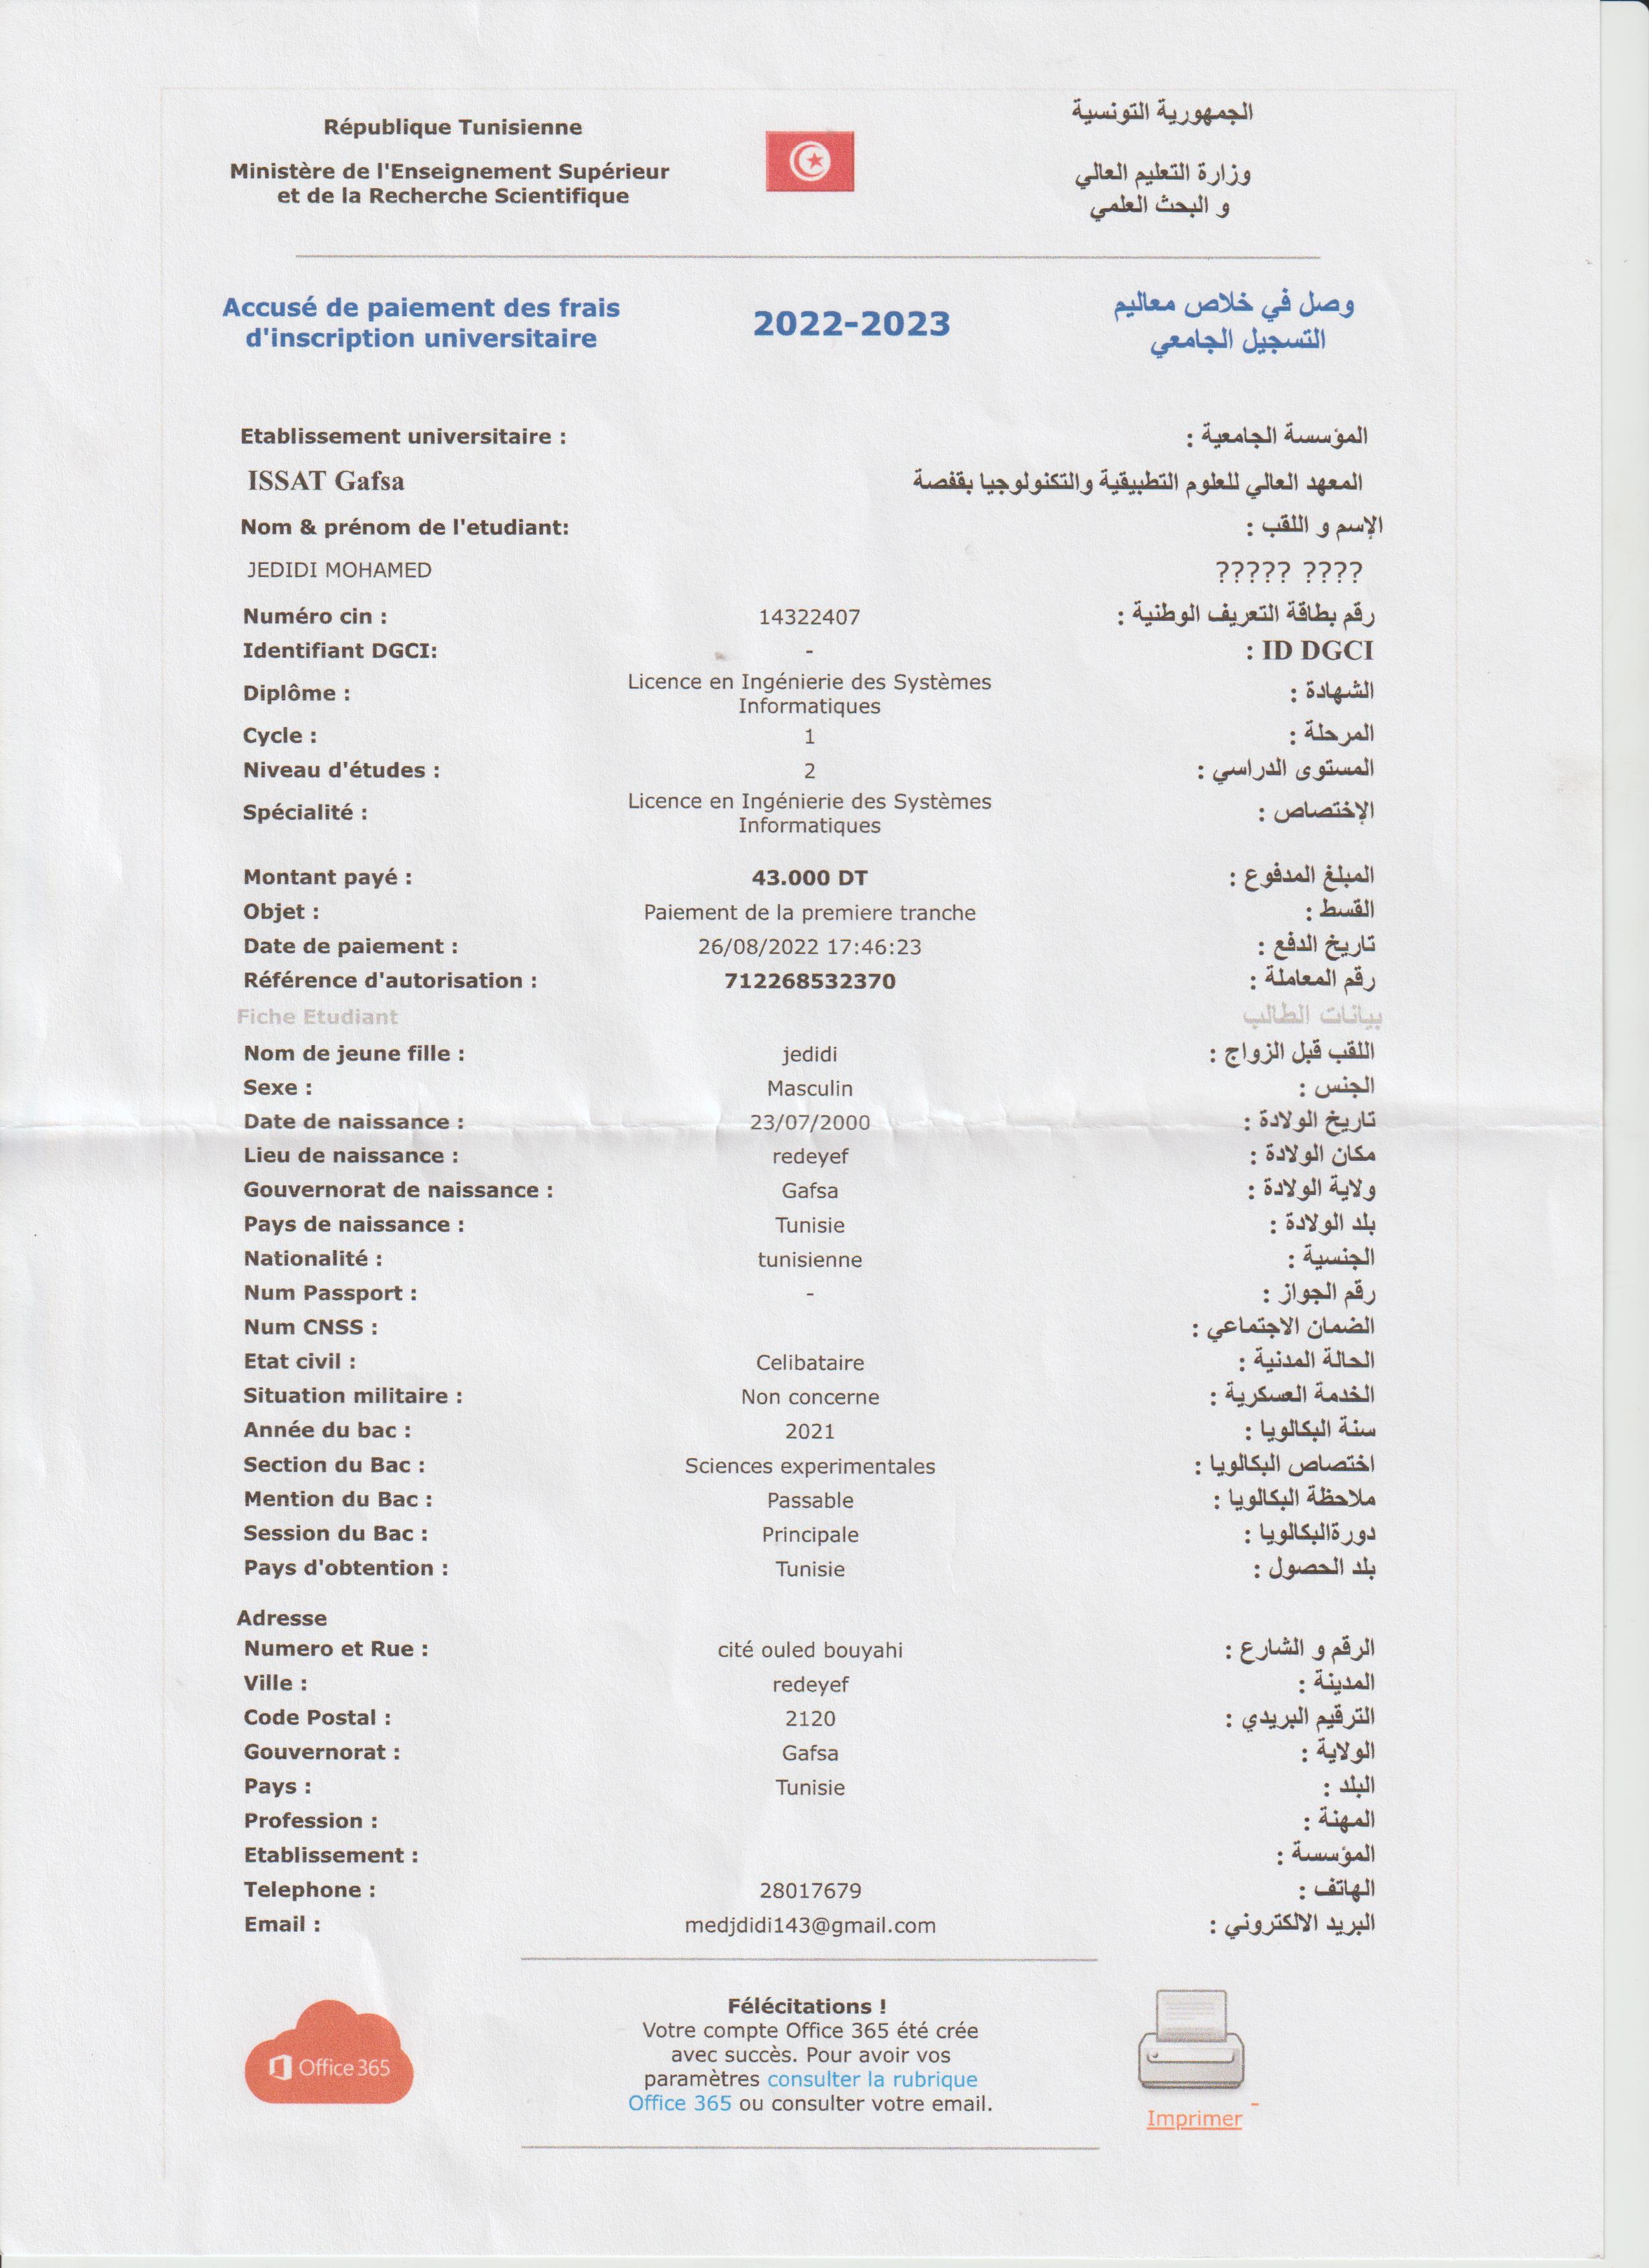 République Tunisienne
Ministère de l'Enseignement Supérieur
et de la Recherche Scientifique
الجمهورية التونسية
وزارة التعليم العالي
و البحث العلمي
Accusé de paiement des frais
d'inscription universitaire
2022-2023
وصل في خلاص معاليم
التسجيل الجامعي
Etablissement universitaire : المؤسسة الجامعية :
ISSAT Gafsa المعهد العالي للعلوم التطبيقية والتكنولوجيا بقفصة
Nom & prénom de l'etudiant: الإسم و اللقب :
JEDIDI MOHAMED ????? ????
Numéro cin : 14322407 رقم بطاقة التعريف الوطنية :
Identifiant DGCI: - : ID DGCI
Diplôme : Licence en Ingénierie des Systèmes Informatiques الشهادة :
Cycle : 1 المرحلة :
Niveau d'études : 2 المستوى الدراسي :
Spécialité : Licence en Ingénierie des Systèmes Informatiques الإختصاص :
Montant payé : 43.000 DT المبلغ المدفوع :
Objet : Paiement de la premiere tranche القسط :
Date de paiement : 26/08/2022 17:46:23 تاريخ الدفع :
Référence d'autorisation : 712268532370 رقم المعاملة :
Fiche Etudiant بيانات الطالب
Nom de jeune fille : jedidi اللقب قبل الزواج :
Sexe : Masculin الجنس :
Date de naissance : 23/07/2000 تاريخ الولادة :
Lieu de naissance : redeyef مكان الولادة :
Gouvernorat de naissance : Gafsa ولاية الولادة :
Pays de naissance : Tunisie بلد الولادة :
Nationalité : tunisienne الجنسية :
Num Passport : - رقم الجواز :
Num CNSS : الضمان الاجتماعي :
Etat civil : Celibataire الحالة المدنية :
Situation militaire : Non concerne الخدمة العسكرية :
Année du bac : 2021 سنة البكالويا :
Section du Bac : Sciences experimentales اختصاص البكالويا :
Mention du Bac : Passable ملاحظة البكالويا :
Session du Bac : Principale دورةالبكالويا :
Pays d'obtention : Tunisie بلد الحصول :
Adresse
Numero et Rue : cité ouled bouyahi الرقم و الشارع :
Ville : redeyef المدينة :
Code Postal : 2120 الترقيم البريدي :
Gouvernorat : Gafsa الولاية :
Pays : Tunisie البلد :
Profession : المهنة :
Etablissement : المؤسسة :
Telephone : 28017679 الهاتف :
Email : medjdidi143@gmail.com البريد الالكتروني :
Office 365
Félécitations !
Votre compte Office 365 été crée
avec succès. Pour avoir vos
paramètres consulter la rubrique
Office 365 ou consulter votre email.
Imprimer